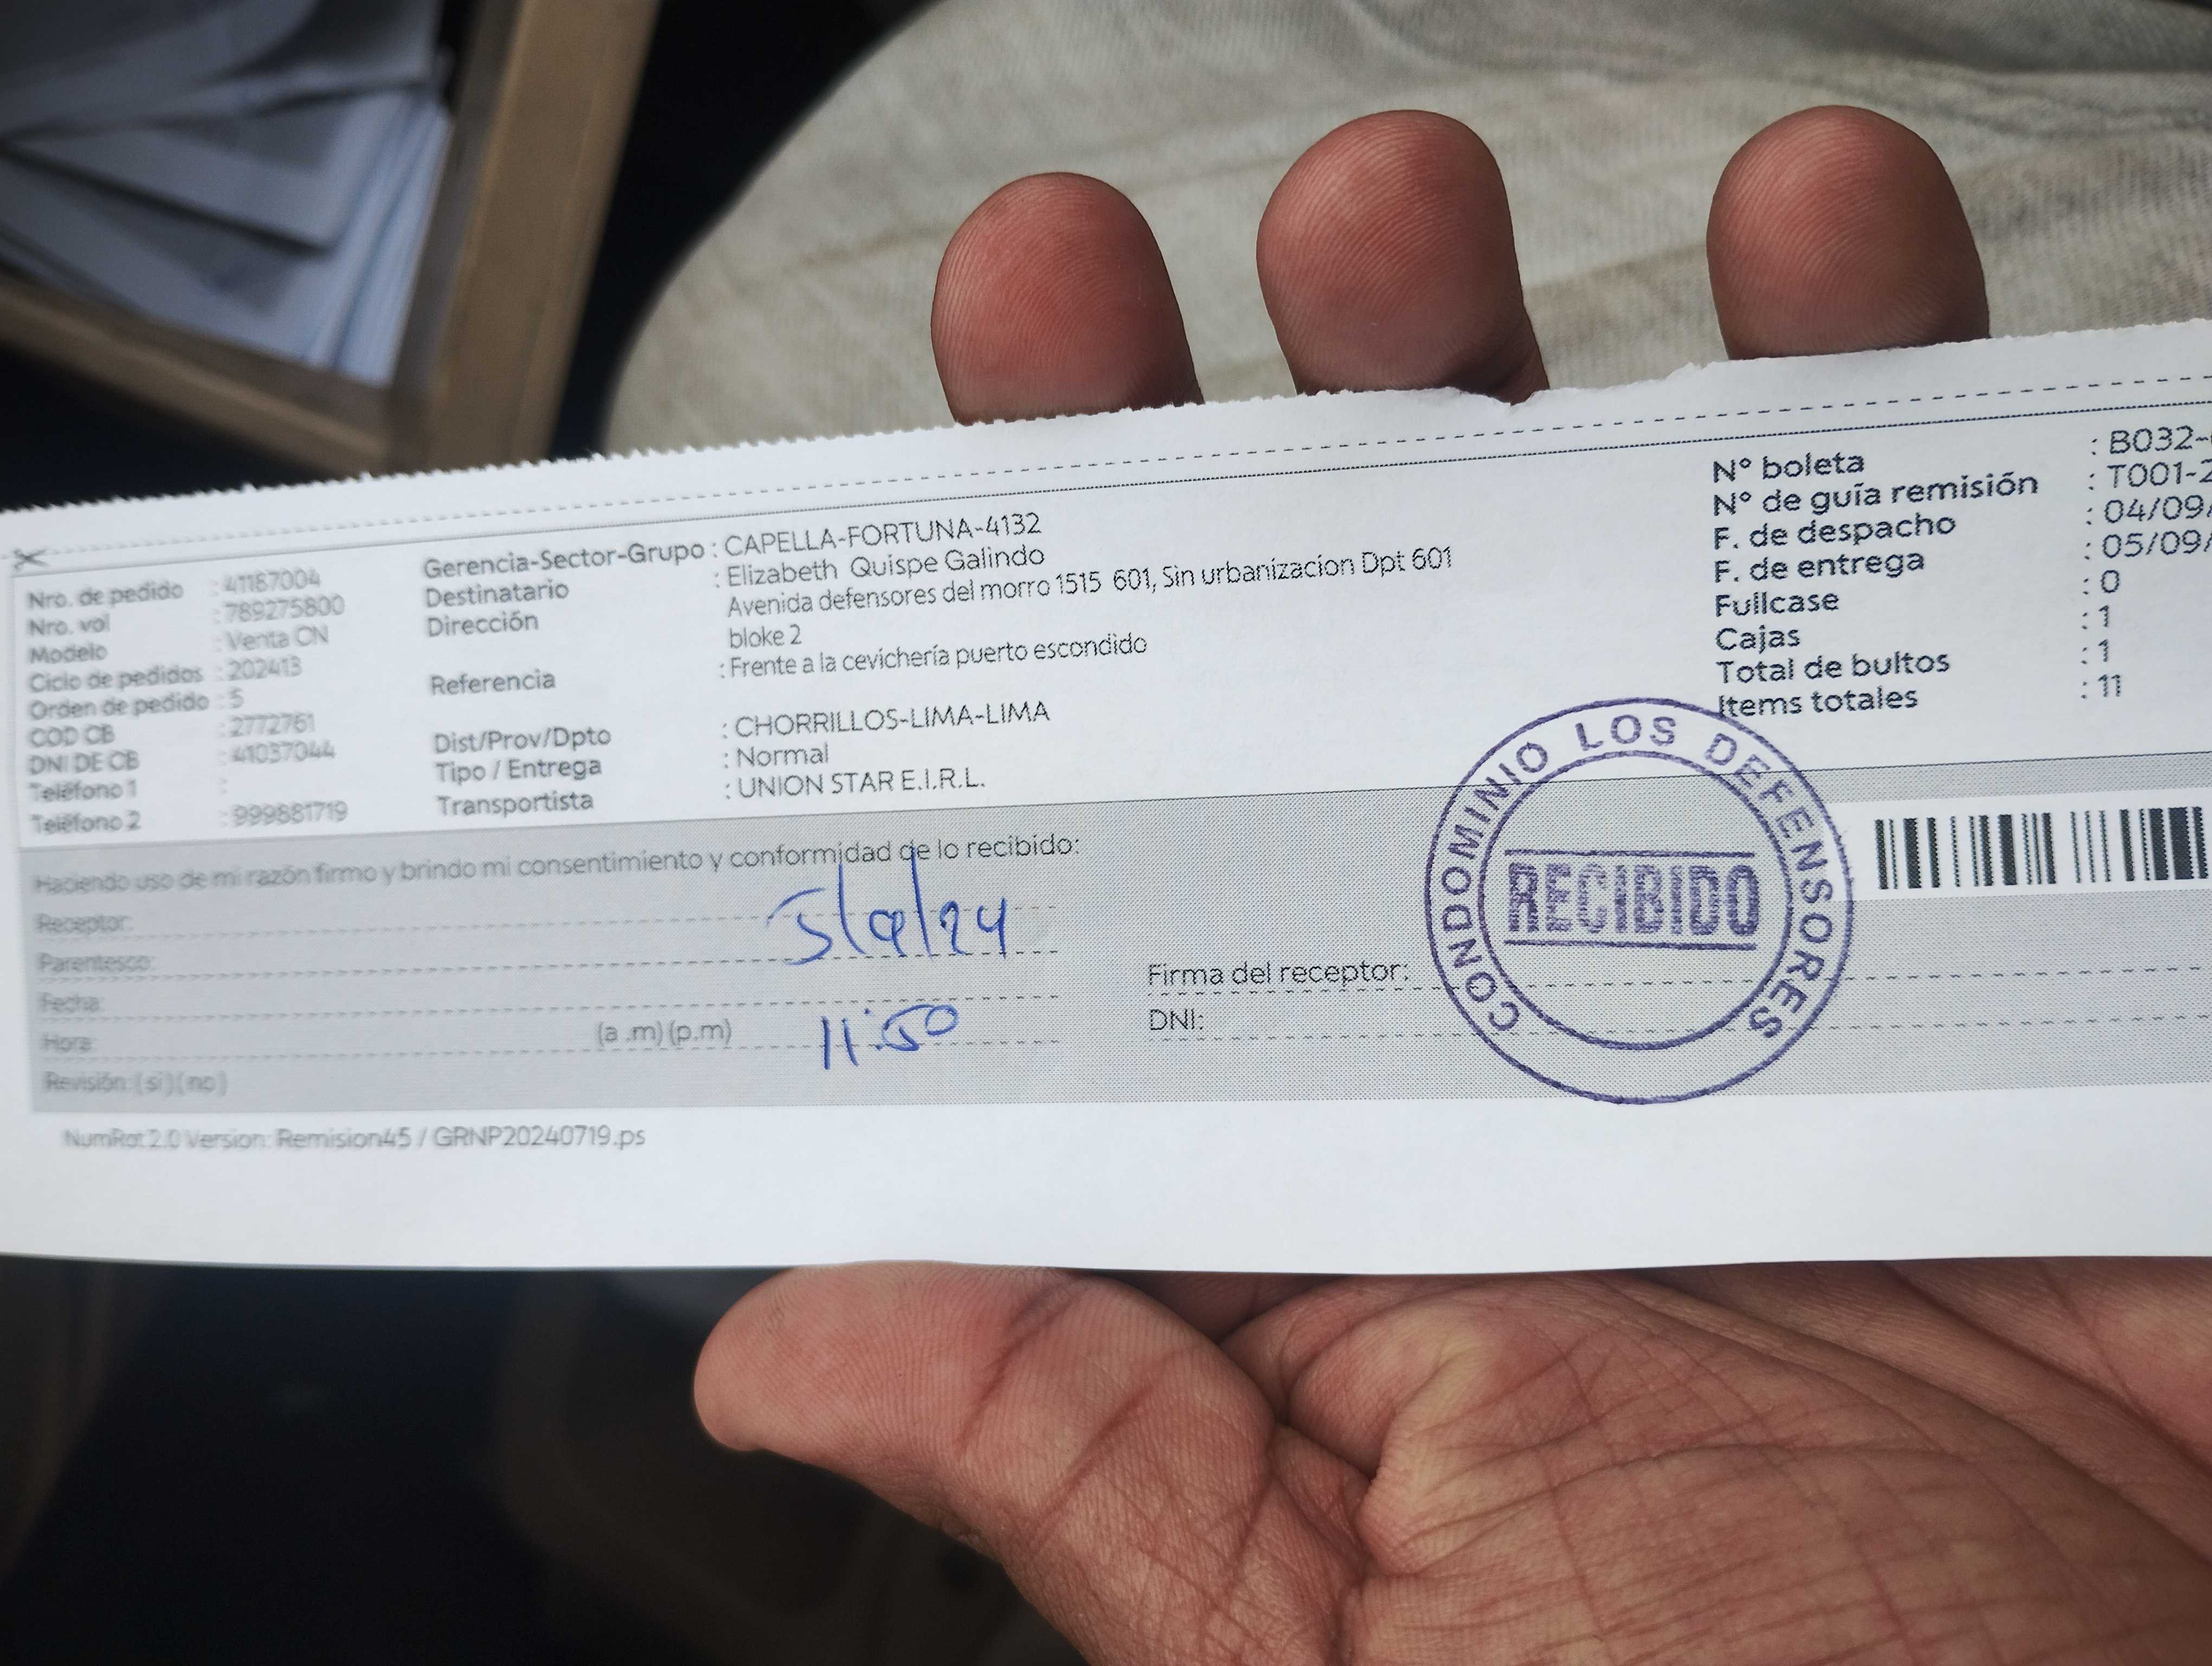 Nro. de pedido : 41187004
Nro. vol : 789275800
Modelo : Venta CN
Ciclo de pedidos : 202413
Orden de pedido : 5
COD CB : 2772761
DNI DE CB : 41037044
Teléfono 1 :
Teléfono 2 : 999881719
Gerencia-Sector-Grupo : CAPELLA-FORTUNA-4132
Destinatario : Elizabeth Quispe Galindo
Dirección Avenida defensores del morro 1515 601, Sin urbanizacion Dpt 601
bloke 2
Referencia : Frente a la cevichería puerto escondido
Dist/Prov/Dpto : CHORRILLOS-LIMA-LIMA
Tipo / Entrega : Normal
Transportista : UNION STAR E.I.R.L.
N° boleta : B032-
N° de guía remisión : T001-2
F. de despacho : 04/09/
F. de entrega : 05/09/
Fullcase : 0
Cajas : 1
Total de bultos : 1
Items totales : 11
Haciendo uso de mi razón firmo y brindo mi consentimiento y conformidad de lo recibido:
Receptor:
Parentesco:
Fecha:
Hora: (a .m) (p.m)
Revisión: (si) (no)
5/9/24
11:50
Firma del receptor:
DNI:
CONDOMINIO LOS DEFENSORES
RECIBIDO
NumRot 2.0 Version: Remision45 / GRNP20240719.ps